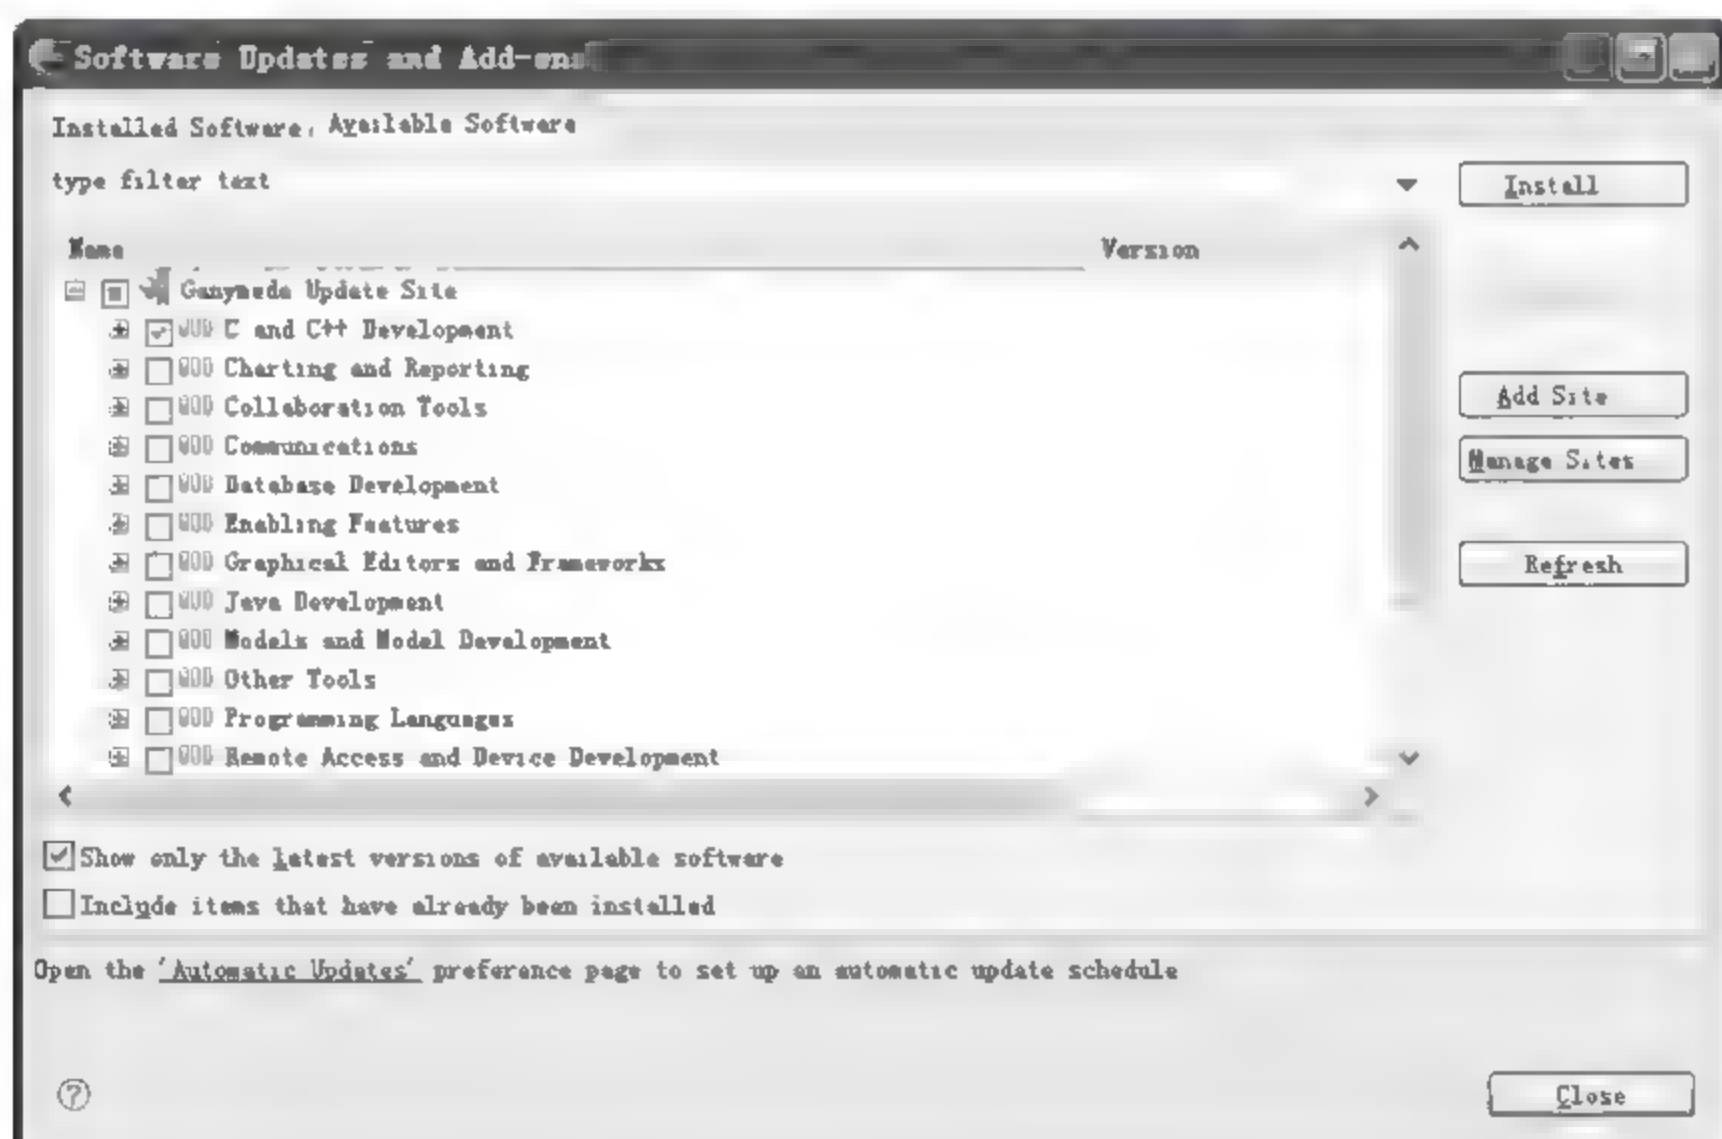 Software Updates and Add-ons
Installed Software Available Software
type filter text
Install
Name Version
Ganymede Update Site
C and C++ Development
Charting and Reporting
Collaboration Tools
Add Site
Communications
Manage Sites
Database Development
Enabling Features
Graphical Editors and Frameworks
Refresh
Java Development
Models and Model Development
Other Tools
Programming Languages
Remote Access and Device Development
Show only the latest versions of available software
Include items that have already been installed
Open the 'Automatic Updates' preference page to set up an automatic update schedule
Close